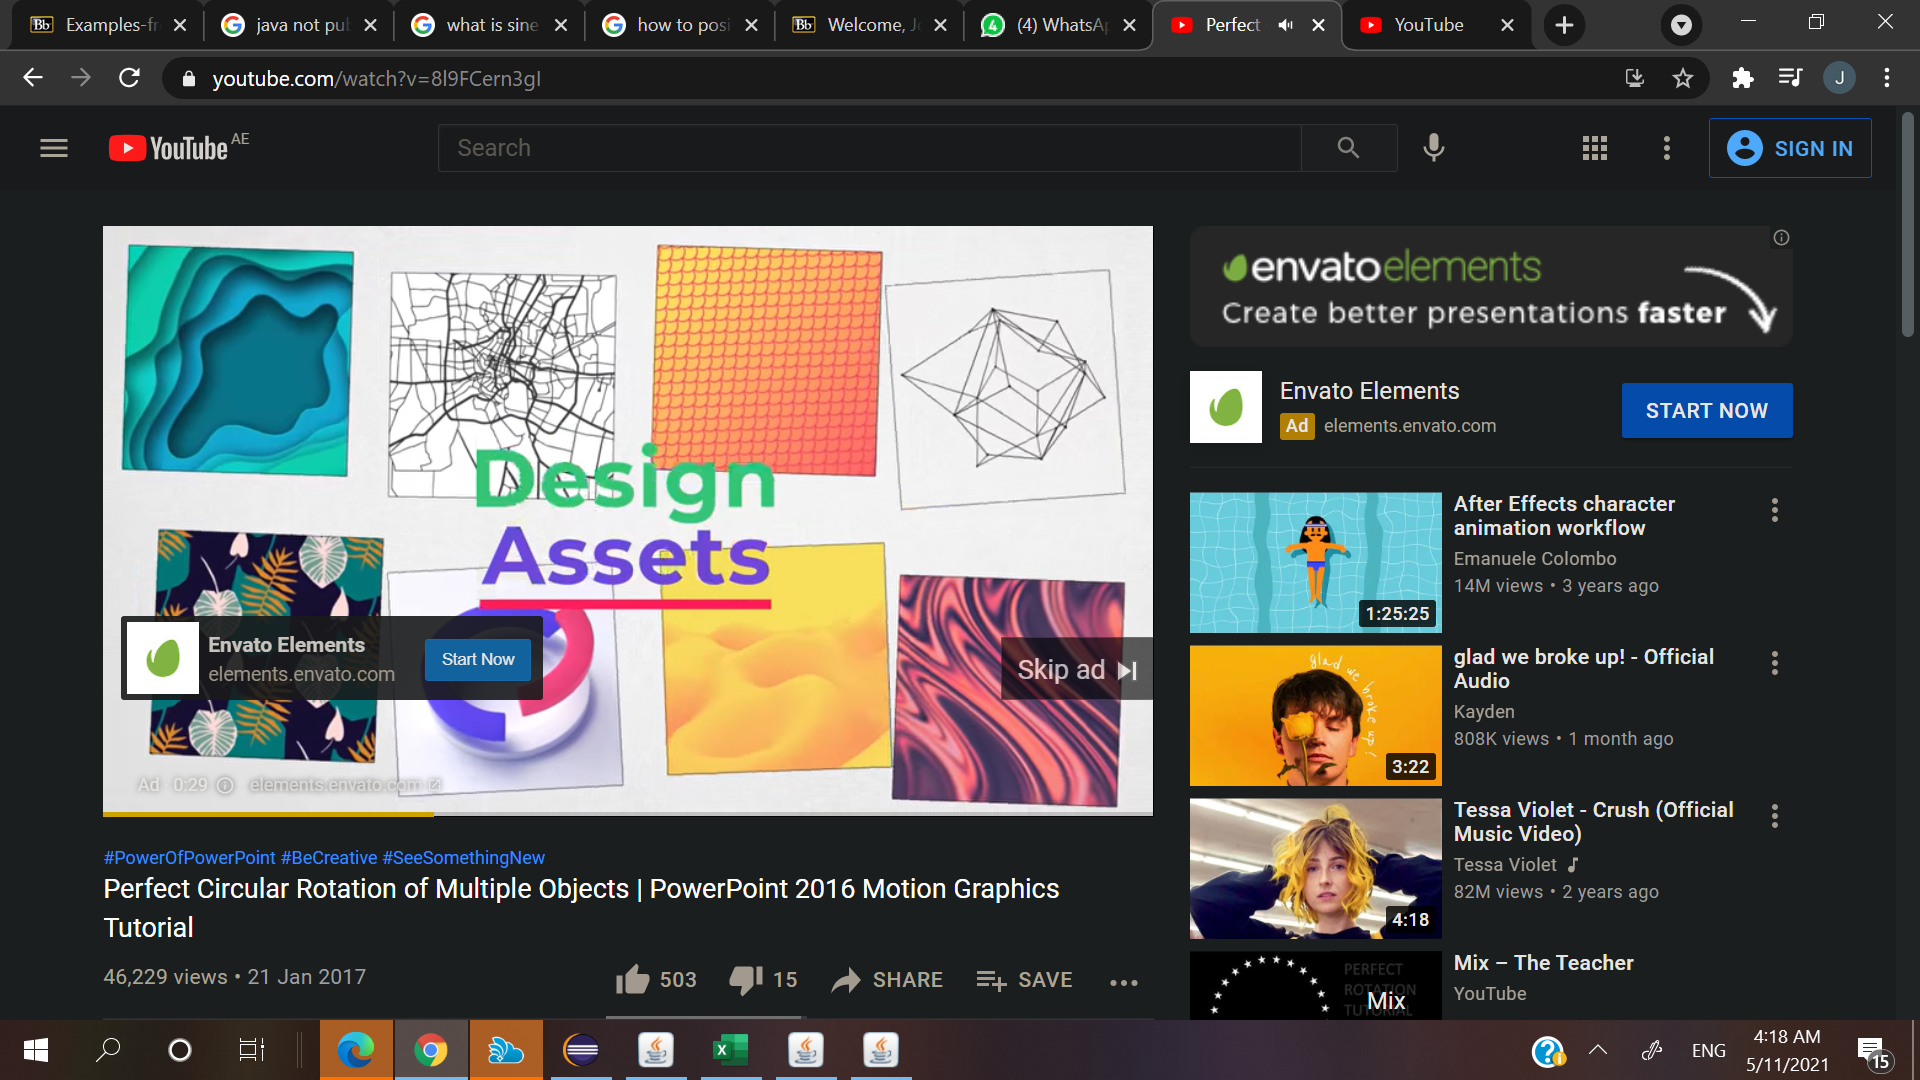 Examples-fr
java not pub
what is sine
how to posi
Welcome, Jo
(4) WhatsAp
Perfect
YouTube
youtube.com/watch?v=8l9FCern3gI
J
YouTube AE
Search
SIGN IN
Design
Assets
Envato Elements
elements.envato.com
Start Now
Skip ad
Ad 0:29 elements.envato.com
#PowerOfPowerPoint #BeCreative #SeeSomethingNew
Perfect Circular Rotation of Multiple Objects | PowerPoint 2016 Motion Graphics
Tutorial
46,229 views • 21 Jan 2017
503
15
SHARE
SAVE
envatoelements
Create better presentations faster
Envato Elements
Ad elements.envato.com
START NOW
1:25:25
After Effects character
animation workflow
Emanuele Colombo
14M views • 3 years ago
glad we broke up!
3:22
glad we broke up! - Official
Audio
Kayden
808K views • 1 month ago
4:18
Tessa Violet - Crush (Official
Music Video)
Tessa Violet
82M views • 2 years ago
PERFECT
ROTATION
TUTORIAL
Mix
Mix – The Teacher
YouTube
ENG
4:18 AM
5/11/2021
15